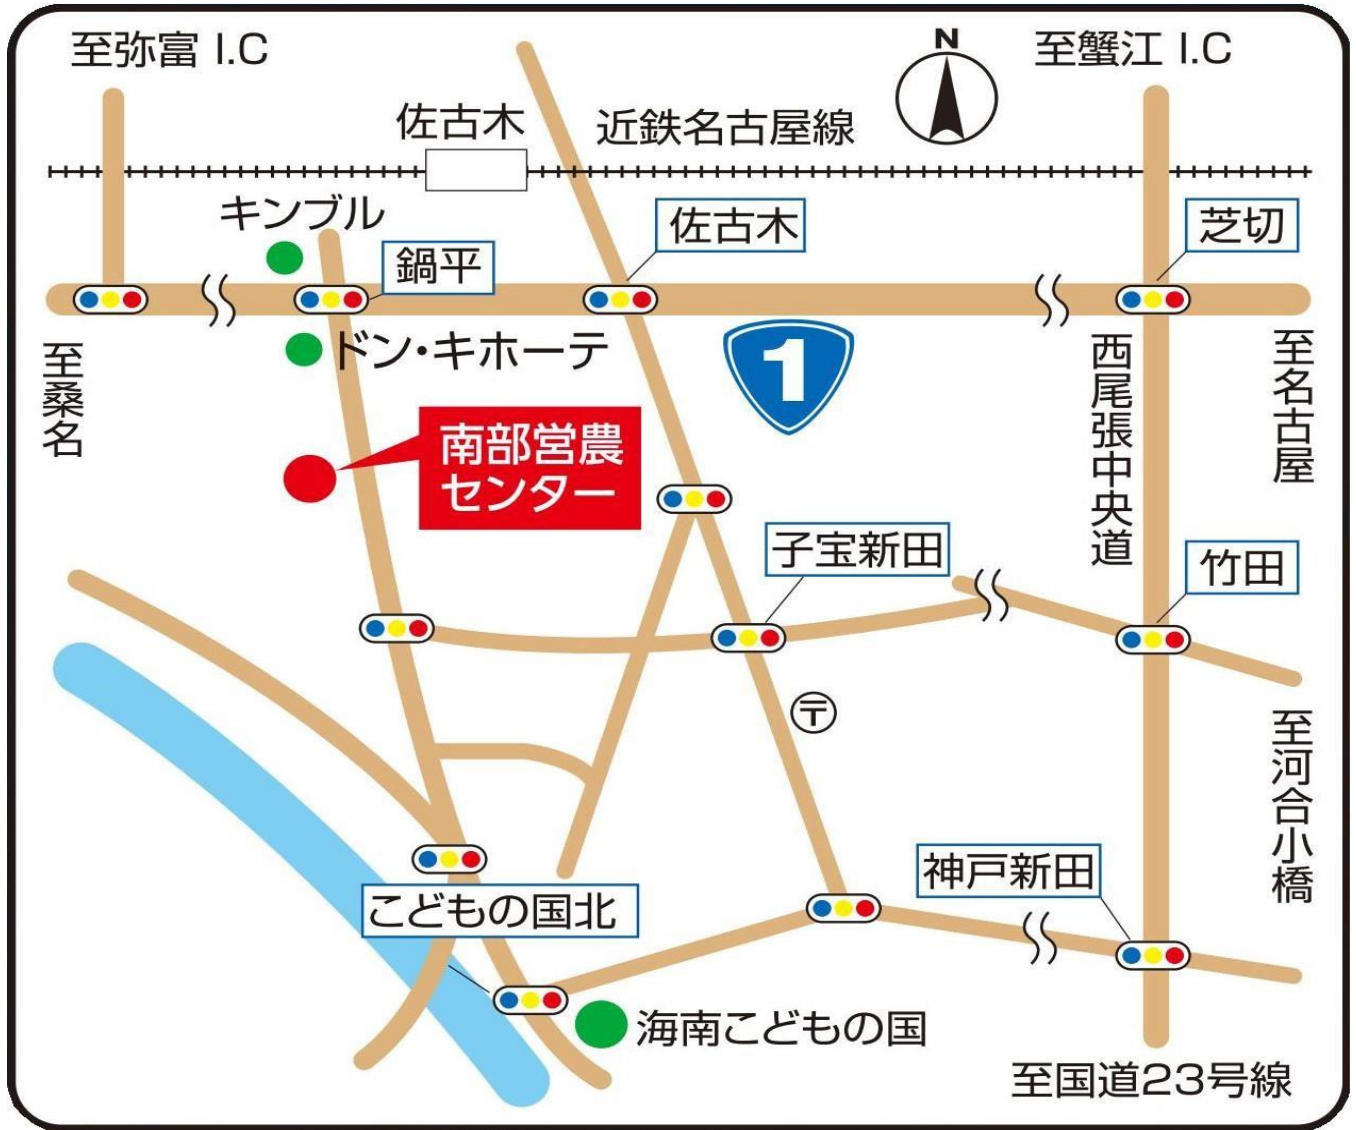 至弥富 I.C
N
至蟹江 I.C
佐古木
近鉄名古屋線
キンブル
鍋平
佐古木
芝切
ドン・キホーテ
1
至桑名
西尾張中央道
至名古屋
南部営農
センター
子宝新田
竹田
〒
至河合小橋
神戸新田
こどもの国北
海南こどもの国
至国道23号線